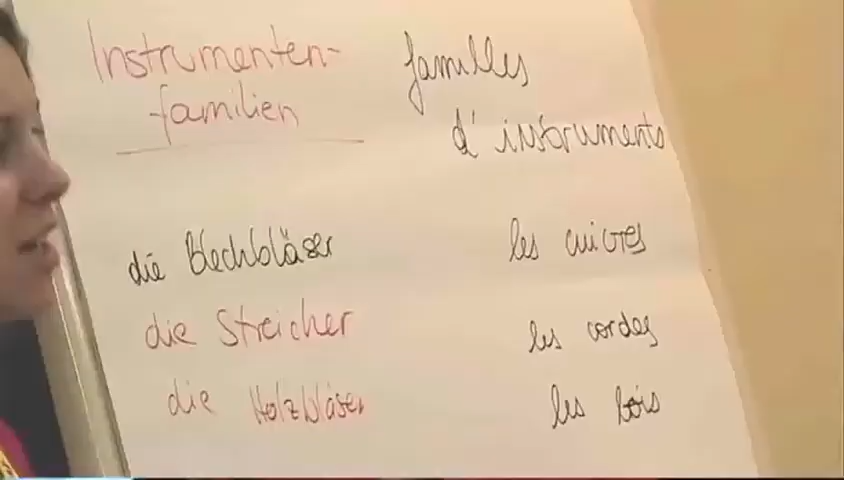 Instrumenten-
familien
familles
d'instruments
die Blechbläser
les cuivres
die Streicher
les cordes
die Holzbläser
les bois